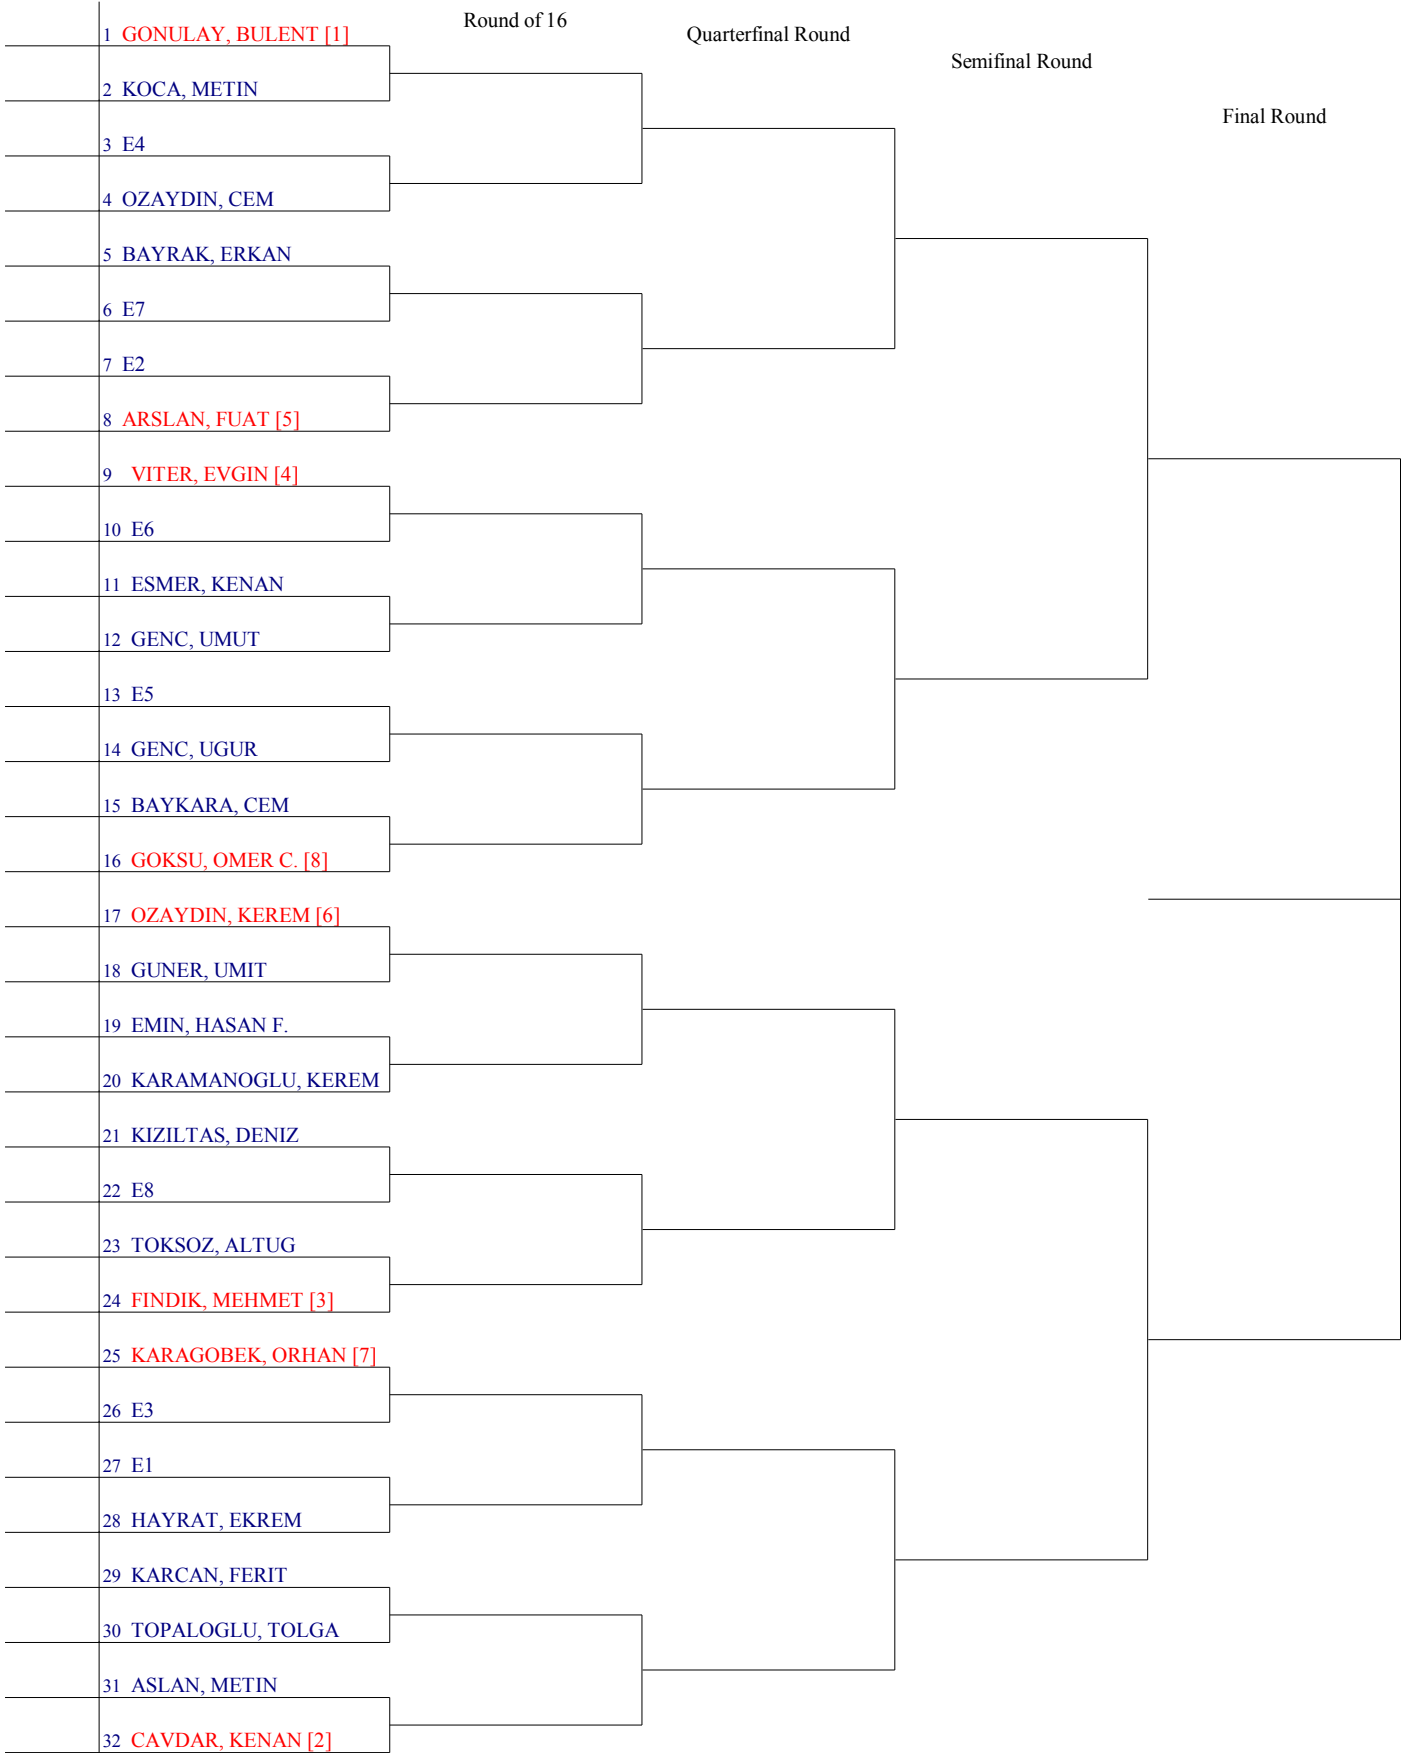 Round of 16
Quarterfinal Round
Semifinal Round
Final Round
1 GONULAY, BULENT [1]
2 KOCA, METIN
3 E4
4 OZAYDIN, CEM
5 BAYRAK, ERKAN
6 E7
7 E2
8 ARSLAN, FUAT [5]
9 VITER, EVGIN [4]
10 E6
11 ESMER, KENAN
12 GENC, UMUT
13 E5
14 GENC, UGUR
15 BAYKARA, CEM
16 GOKSU, OMER C. [8]
17 OZAYDIN, KEREM [6]
18 GUNER, UMIT
19 EMIN, HASAN F.
20 KARAMANOGLU, KEREM
21 KIZILTAS, DENIZ
22 E8
23 TOKSOZ, ALTUG
24 FINDIK, MEHMET [3]
25 KARAGOBEK, ORHAN [7]
26 E3
27 E1
28 HAYRAT, EKREM
29 KARCAN, FERIT
30 TOPALOGLU, TOLGA
31 ASLAN, METIN
32 CAVDAR, KENAN [2]